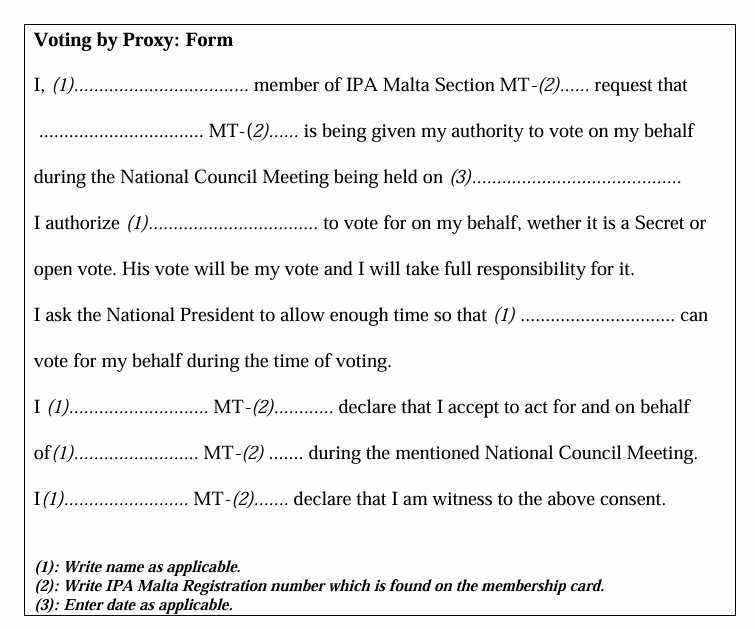 Voting by Proxy: Form
I, (1)................................... member of IPA Malta Section MT-(2)...... request that
................................. MT-(2)...... is being given my authority to vote on my behalf
during the National Council Meeting being held on (3)..........................................
I authorize (1).................................. to vote for on my behalf, wether it is a Secret or
open vote. His vote will be my vote and I will take full responsibility for it.
I ask the National President to allow enough time so that (1) ............................... can
vote for my behalf during the time of voting.
I (1)............................ MT-(2)............ declare that I accept to act for and on behalf
of(1)......................... MT-(2) ....... during the mentioned National Council Meeting.
I(1)......................... MT-(2)....... declare that I am witness to the above consent.
(1): Write name as applicable.
(2): Write IPA Malta Registration number which is found on the membership card.
(3): Enter date as applicable.